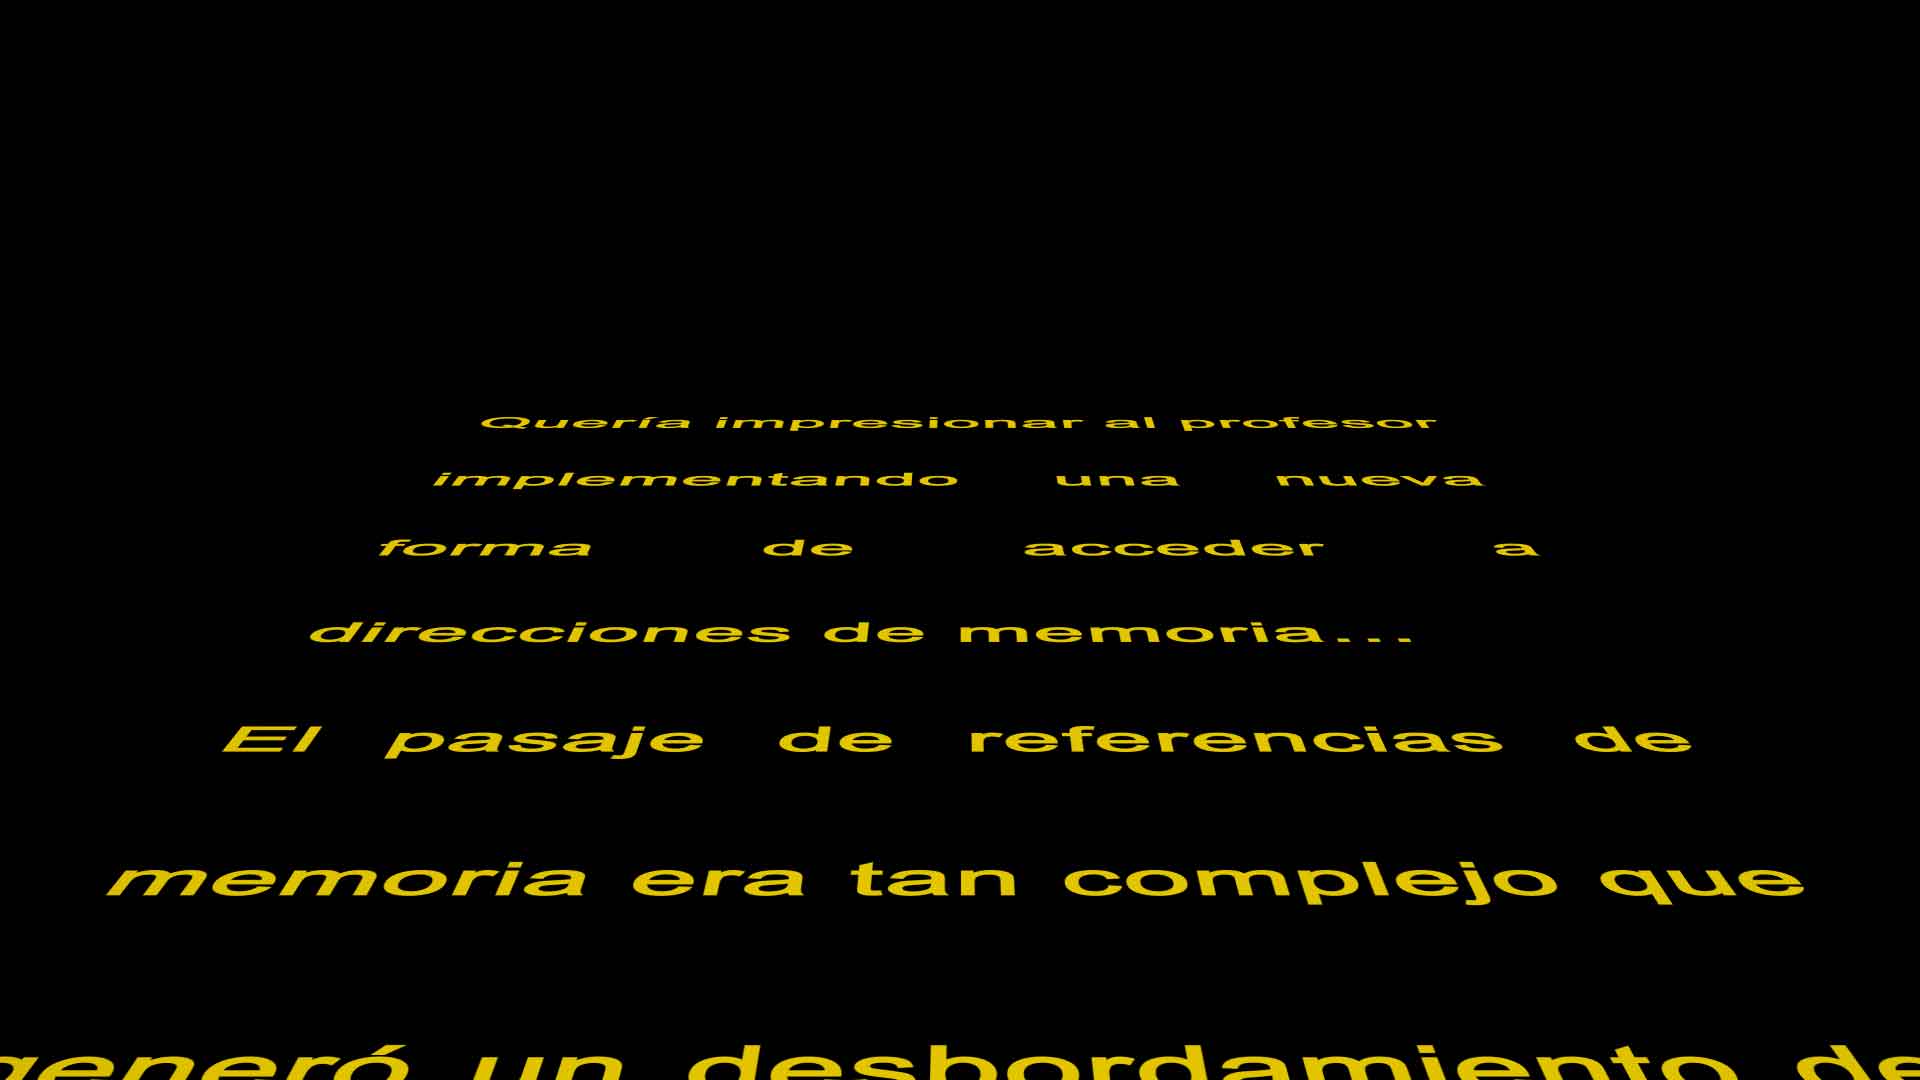 Quería impresionar al profesor
implementando una nueva
forma de acceder a
direcciones de memoria...
El pasaje de referencias de
memoria era tan complejo que
generó un desbordamiento de